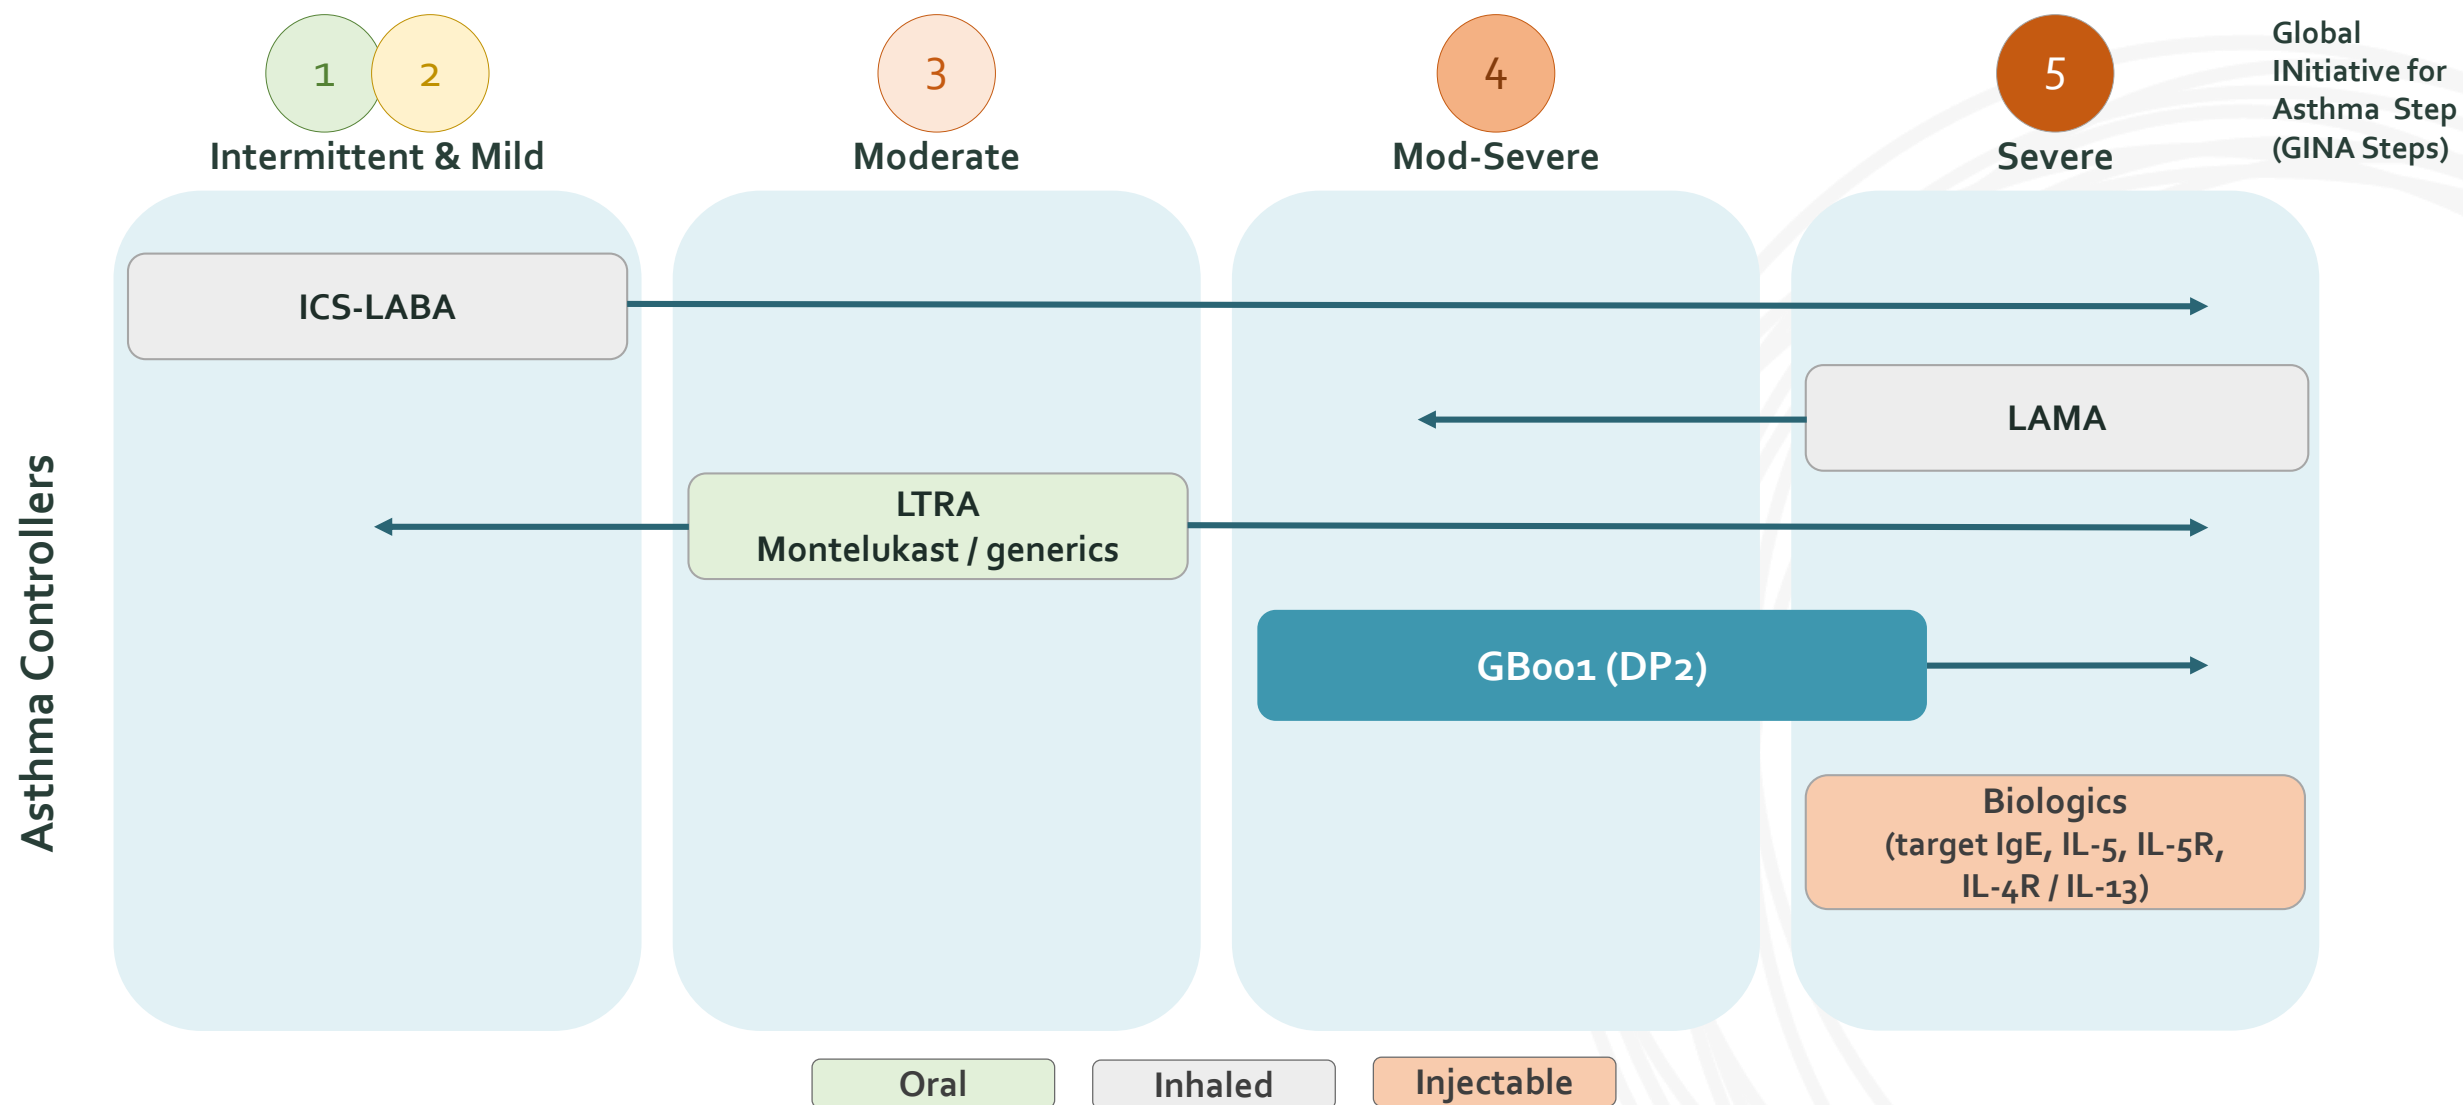 1
2
3
4
5
Global
INitiative for
Asthma Step
(GINA Steps)
Intermittent & Mild
Moderate
Mod-Severe
Severe
Asthma Controllers
ICS-LABA
LAMA
LTRA
Montelukast / generics
GB001 (DP2)
Biologics
(target IgE, IL-5, IL-5R,
IL-4R / IL-13)
Oral
Inhaled
Injectable